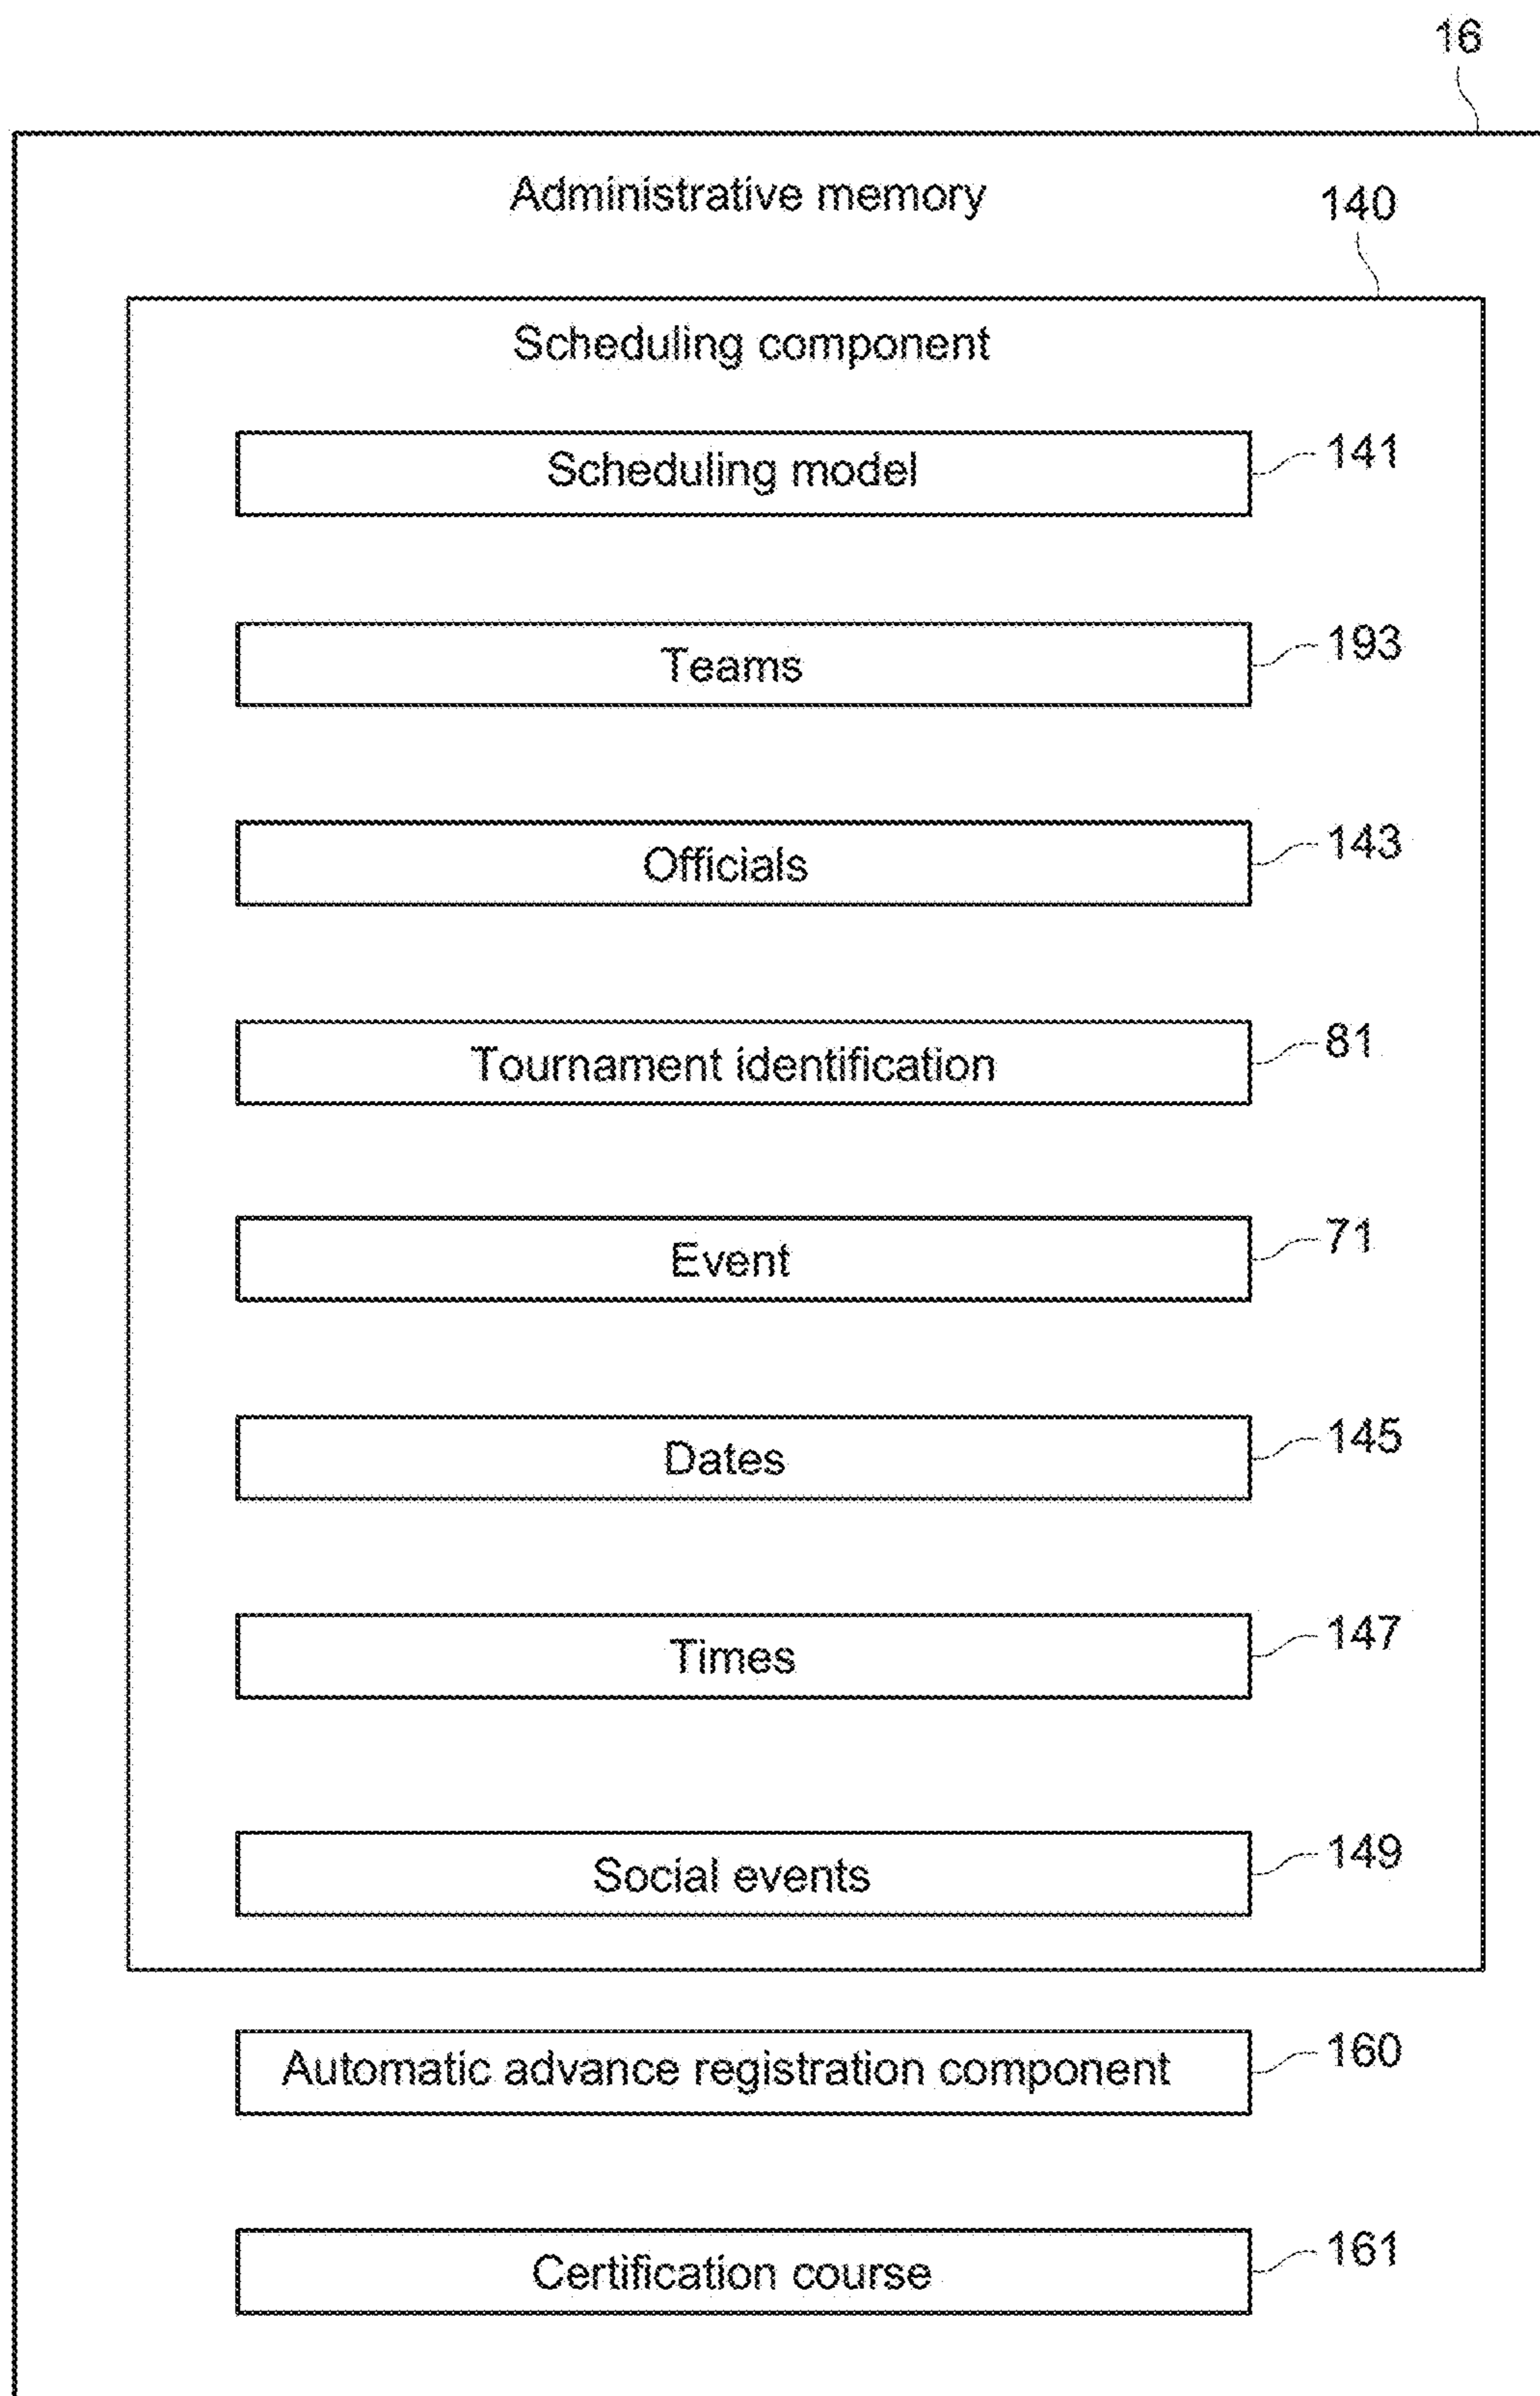 16
Administrative memory
140
Scheduling component
Scheduling model
141
Teams
193
Officials
143
Tournament identification
81
Event
71
Dates
145
Times
147
Social events
149
Automatic advance registration component
160
Certification course
161